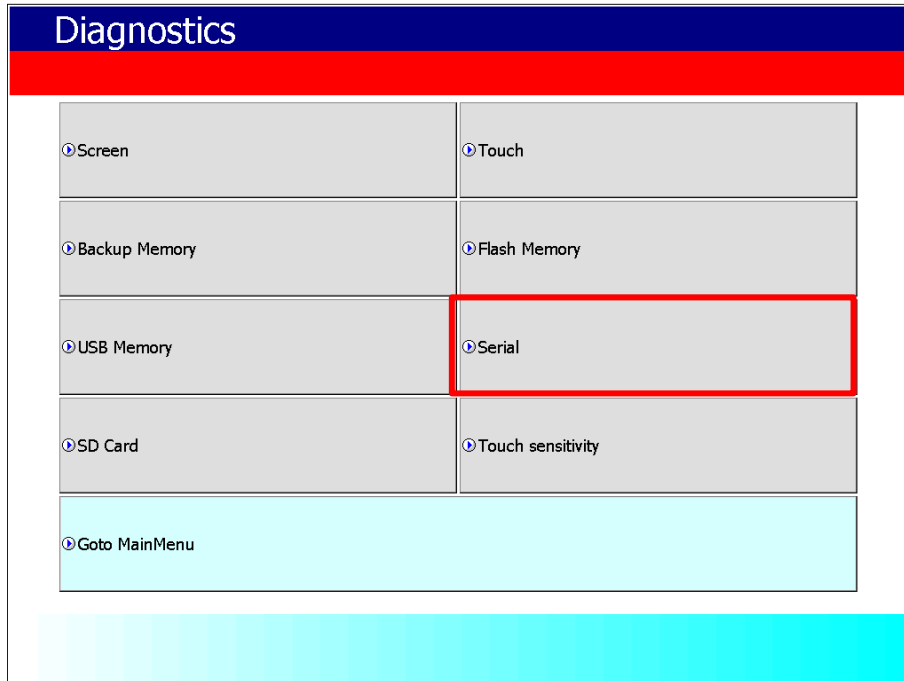 Diagnostics
Screen
Touch
Backup Memory
Flash Memory
USB Memory
Serial
SD Card
Touch sensitivity
Goto MainMenu